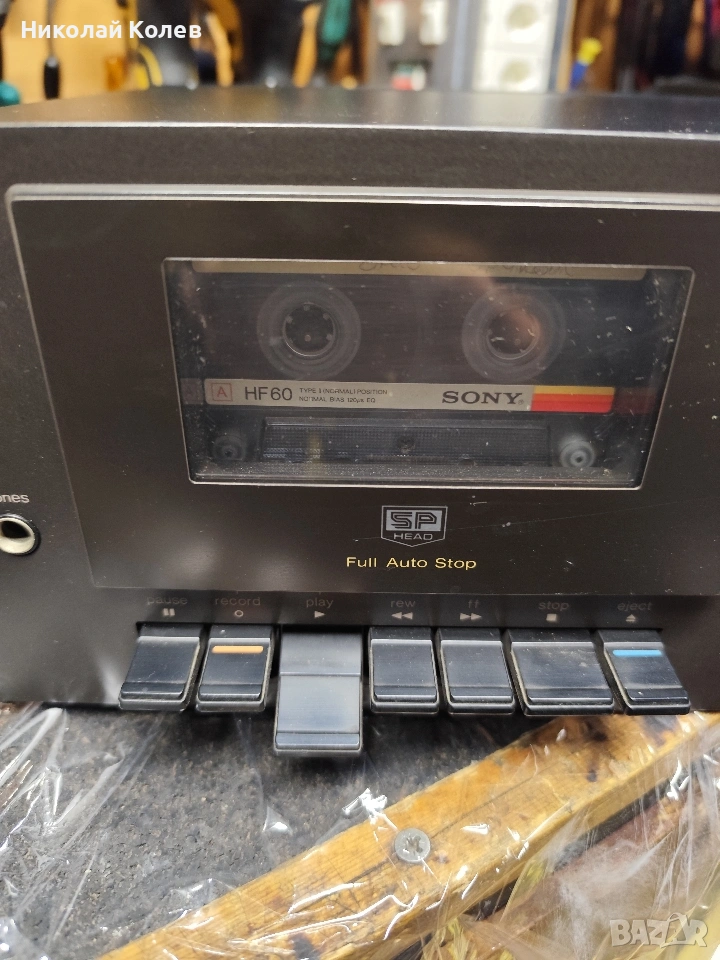 Николай Колев
A HF60 TYPE I (NORMAL) POSITION
NORMAL BIAS 120µs EQ
SONY
SP
HEAD
Full Auto Stop
ones
pause record play rew ff stop eject
BAZAR